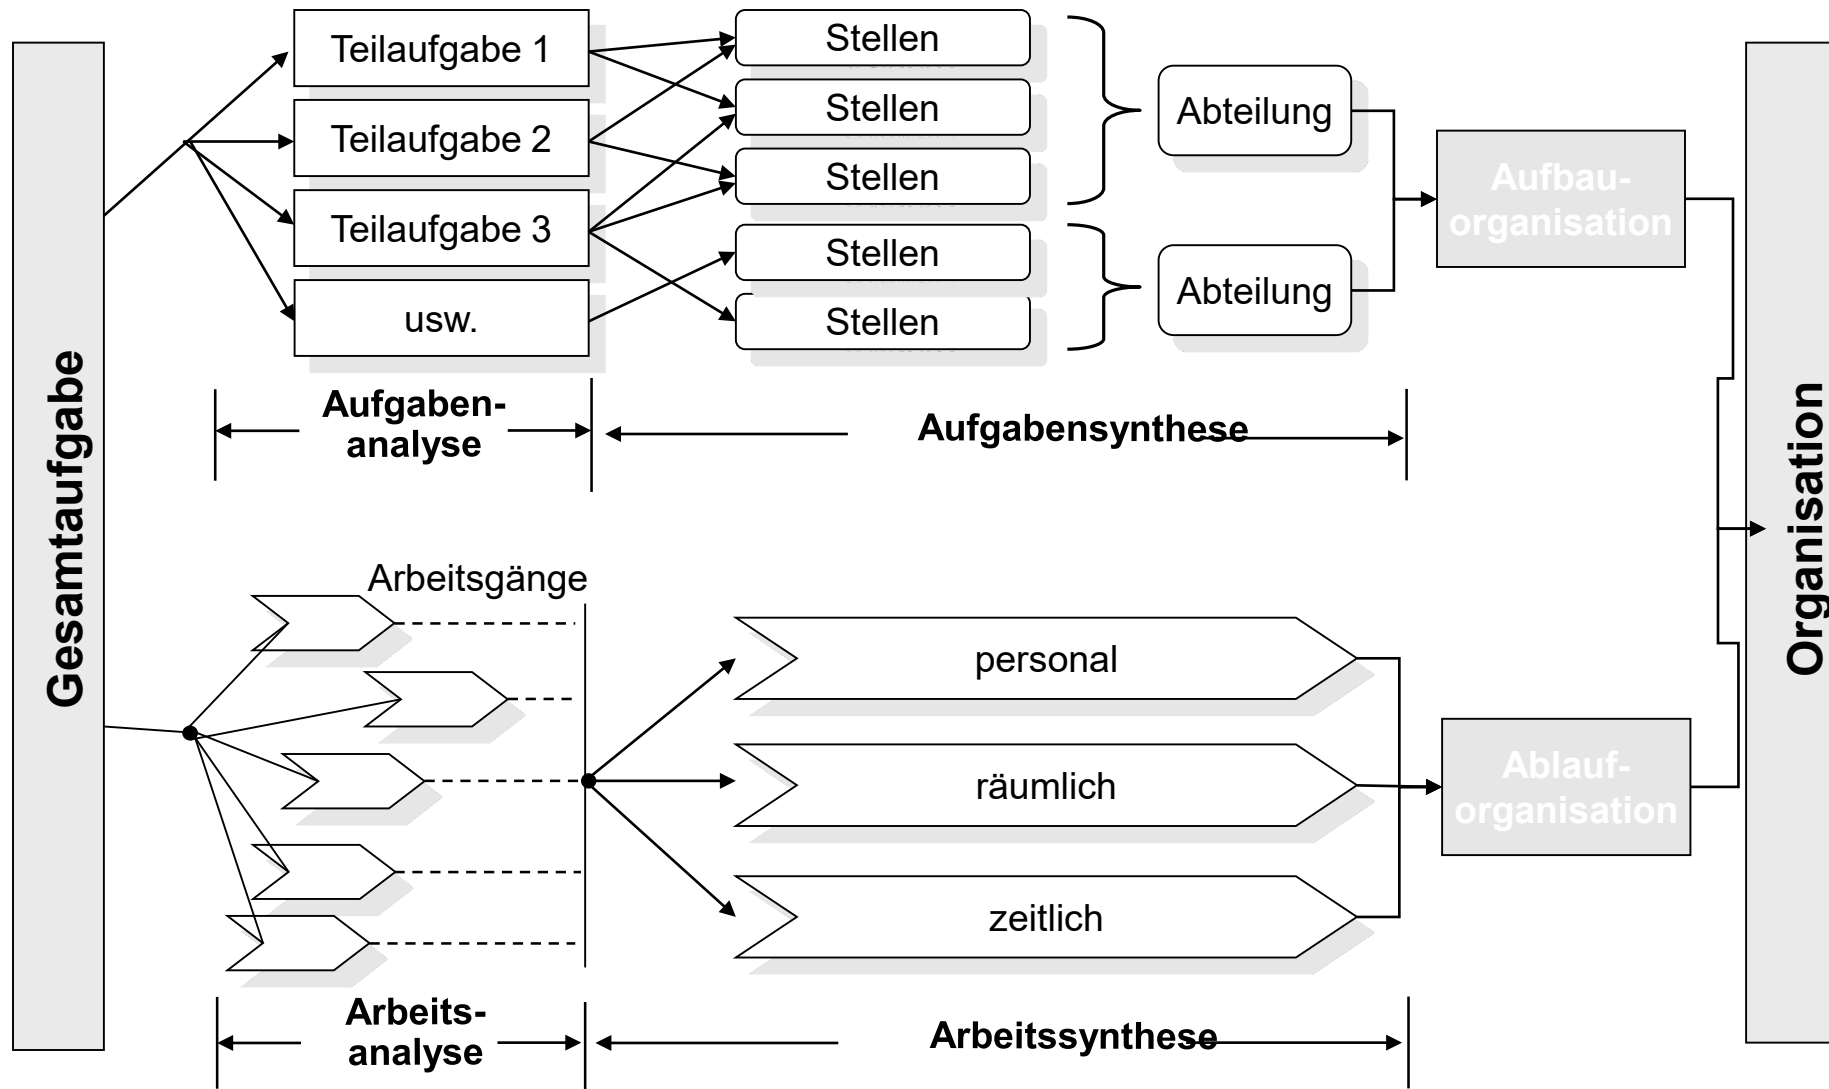 Gesamtaufgabe
Teilaufgabe 1
Teilaufgabe 2
Teilaufgabe 3
usw.
Stellen
Stellen
Stellen
Stellen
Stellen
Abteilung
Abteilung
Aufbau-
organisation
Aufgaben-
analyse
Aufgabensynthese
Arbeitsgänge
personal
räumlich
zeitlich
Ablauf-
organisation
Arbeits-
analyse
Arbeitssynthese
Organisation